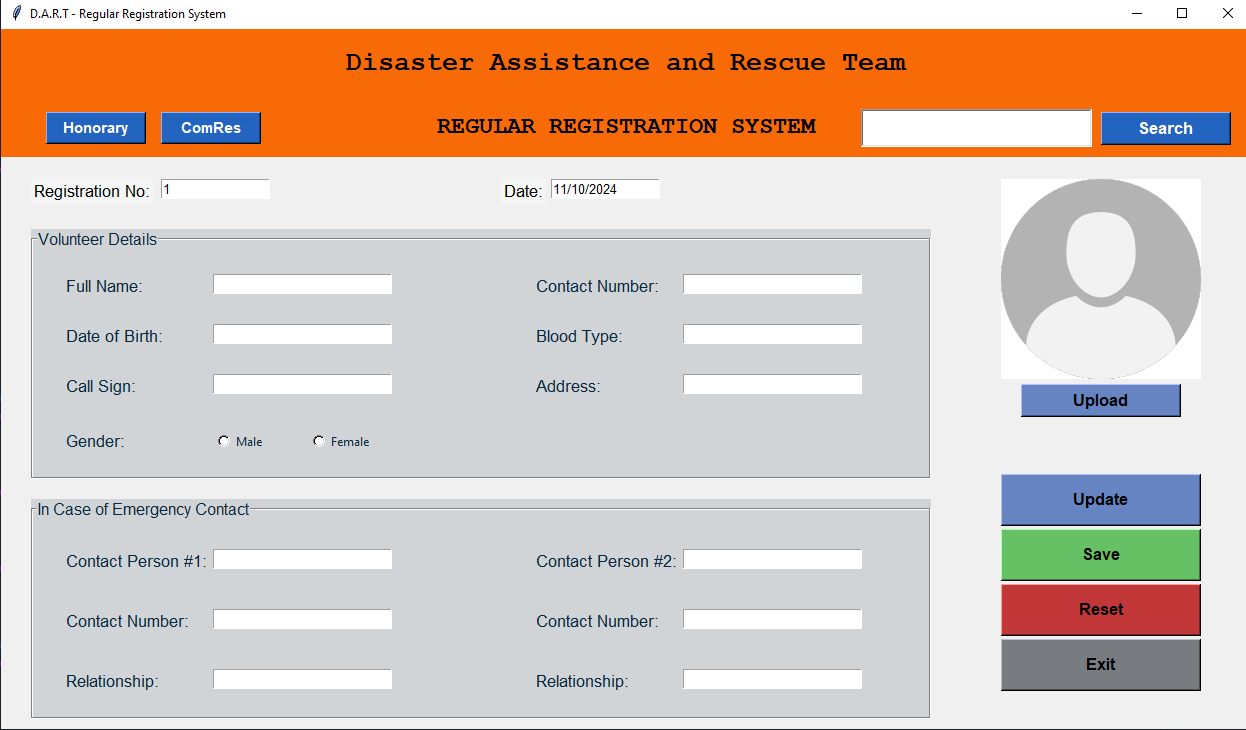 D.A.R.T - Regular Registration System
Disaster Assistance and Rescue Team
Honorary ComRes REGULAR REGISTRATION SYSTEM Search
Registration No: 1 Date: 11/10/2024
Volunteer Details
Full Name: Contact Number:
Date of Birth: Blood Type:
Call Sign: Address:
Upload
Gender: Male Female
Update
In Case of Emergency Contact
Save
Contact Person #1: Contact Person #2:
Reset
Contact Number: Contact Number:
Exit
Relationship: Relationship: